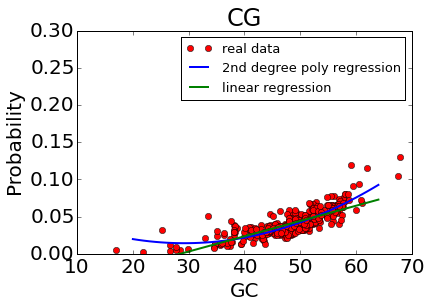 CG
0.30
0.25
0.20
0.15
0.10
0.05
0.00
Probability
real data
2nd degree poly regression
linear regression
10 20 30 40 50 60 70
GC